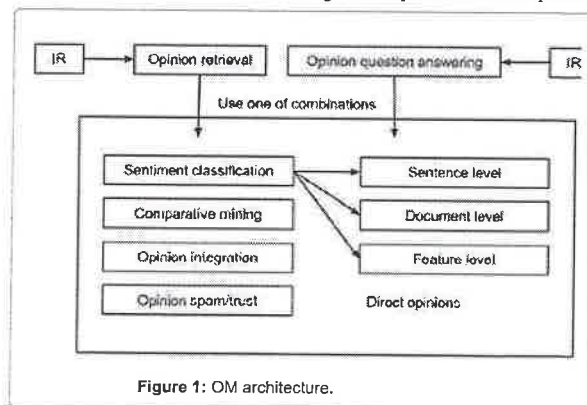 IR
Opinion retrieval
Opinion question answering
IR
Use one of combinations
Sentiment classification
Sentence level
Comparative mining
Document level
Opinion integration
Feature level
Opinion spam/trust
Direct opinions
Figure 1: OM architecture.